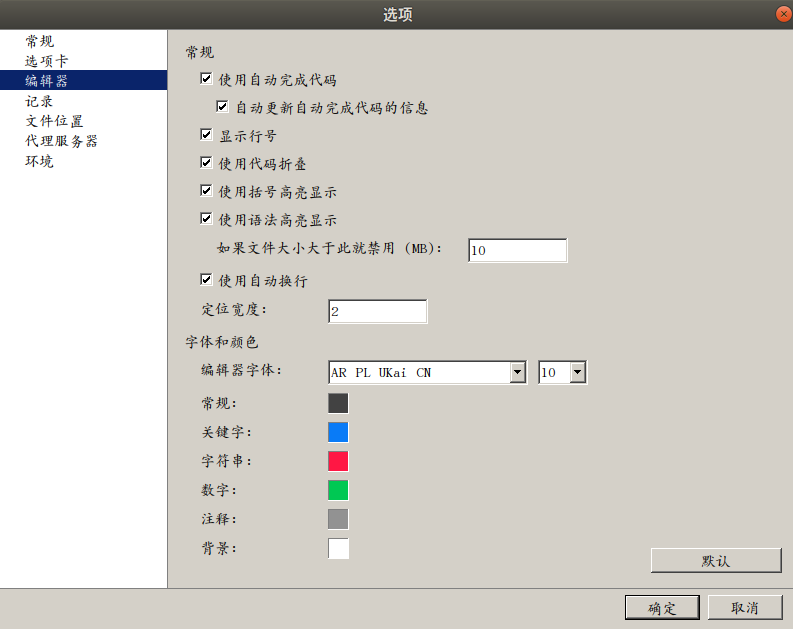 选项
常规
选项卡
编辑器
记录
文件位置
代理服务器
环境
常规
使用自动完成代码
自动更新自动完成代码的信息
显示行号
使用代码折叠
使用括号高亮显示
使用语法高亮显示
如果文件大小大于此就禁用 (MB): 10
使用自动换行
定位宽度: 2
字体和颜色
编辑器字体: AR PL UKai CN 10
常规:
关键字:
字符串:
数字:
注释:
背景:
默认
确定 取消